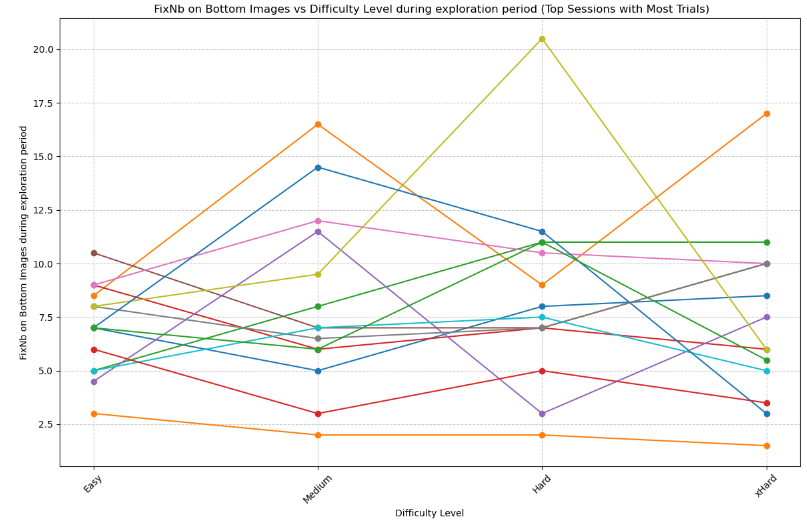 FixNb on Bottom Images vs Difficulty Level during exploration period (Top Sessions with Most Trials)
FixNb on Bottom Images during exploration period
20.0
17.5
15.0
12.5
10.0
7.5
5.0
2.5
Easy
Medium
Hard
xHard
Difficulty Level